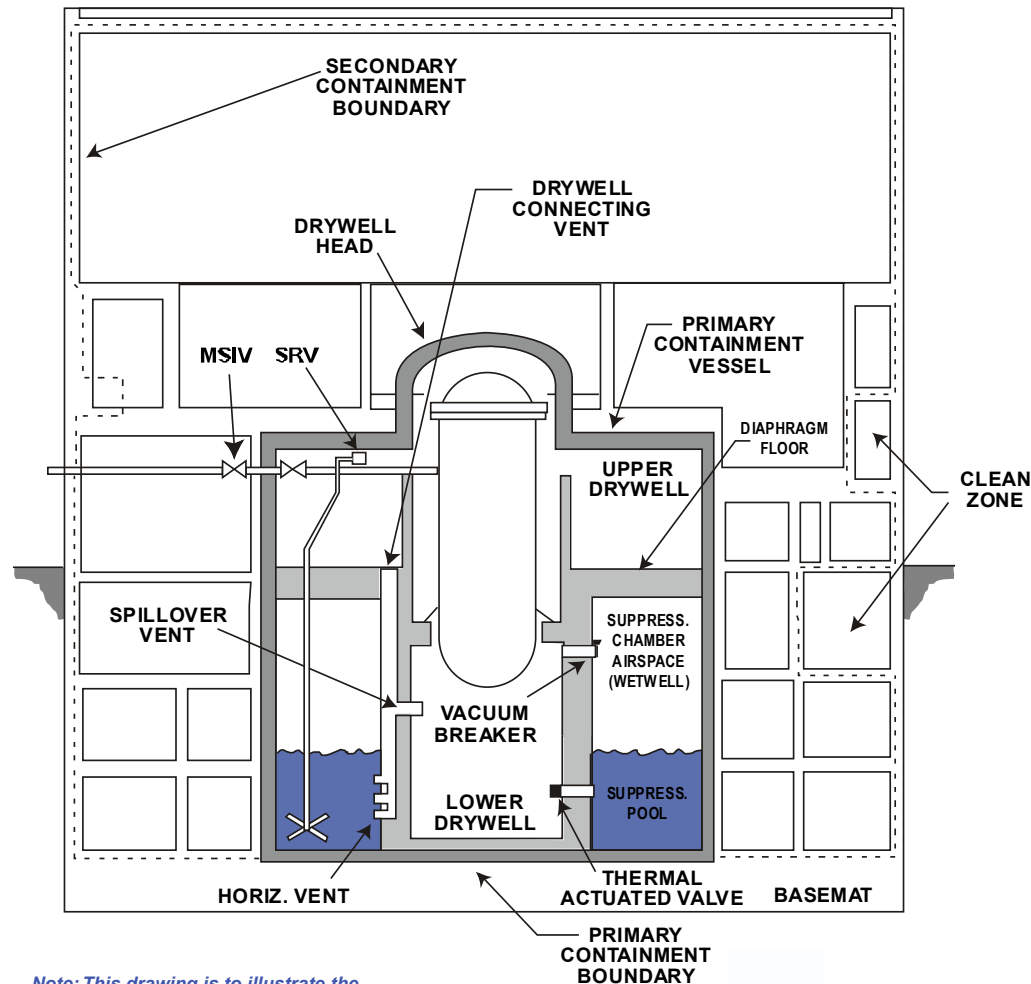 SECONDARY
CONTAINMENT
BOUNDARY
DRYWELL
CONNECTING
VENT
DRYWELL
HEAD
MSIV
SRV
PRIMARY
CONTAINMENT
VESSEL
DIAPHRAGM
FLOOR
UPPER
DRYWELL
CLEAN
ZONE
SPILLOVER
VENT
SUPPRESS.
CHAMBER
AIRSPACE
(WETWELL)
VACUUM
BREAKER
LOWER
DRYWELL
SUPPRESS.
POOL
HORIZ. VENT
THERMAL
ACTUATED VALVE
BASEMAT
PRIMARY
CONTAINMENT
BOUNDARY
Note: This drawing is to illustrate the